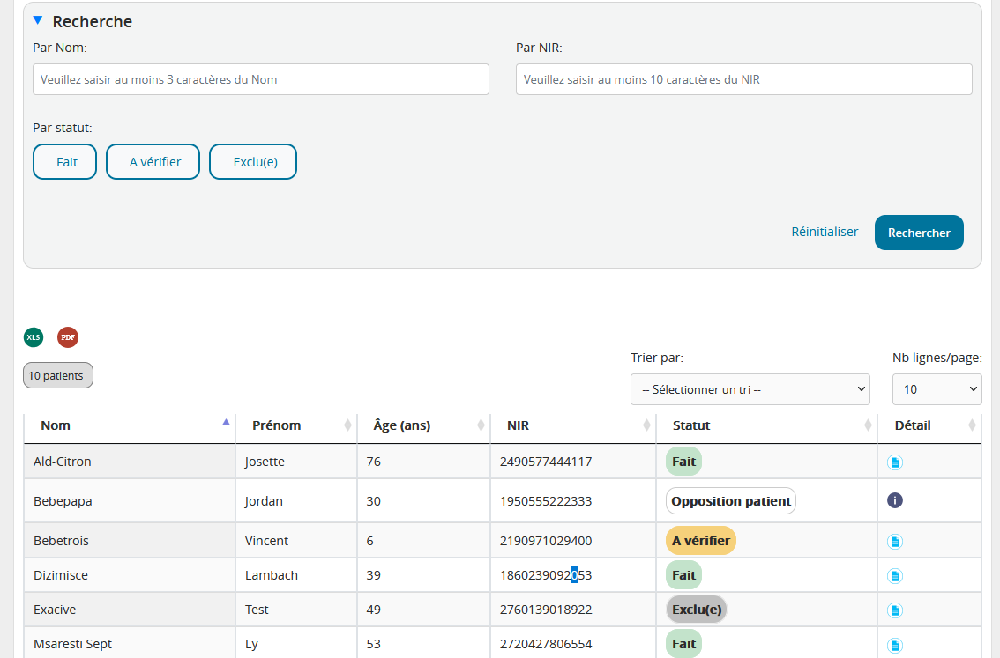 Recherche
Par Nom: Par NIR:
Veuillez saisir au moins 3 caractères du Nom Veuillez saisir au moins 10 caractères du NIR
Par statut:
Fait A vérifier Exclu(e)
Réinitialiser Rechercher
XLS PDF
Trier par: Nb lignes/page:
10 patients
-- Sélectionner un tri -- 10
Nom Prénom Âge (ans) NIR Statut Détail
Ald-Citron Josette 76 2490577444117 Fait
Bebepapa Jordan 30 1950555222333 Opposition patient i
Bebetrois Vincent 6 2190971029400 A vérifier
Dizimisce Lambach 39 1860239092053 Fait
Exacive Test 49 2760139018922 Exclu(e)
Msaresti Sept Ly 53 2720427806554 Fait